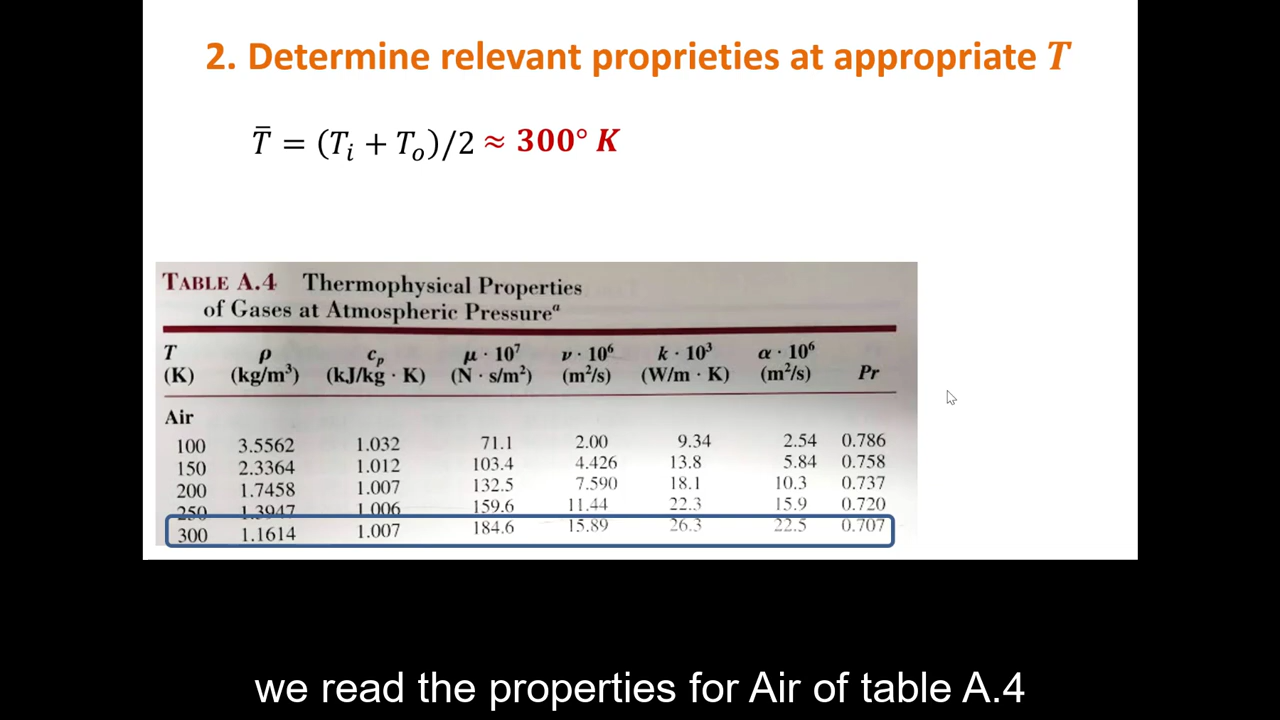 2. Determine relevant proprieties at appropriate T
T̄ = (Tᵢ + Tₒ)/2 ≈ 300° K
TABLE A.4 Thermophysical Properties
of Gases at Atmospheric Pressureᵃ
T ρ cₚ μ · 10⁷ ν · 10⁶ k · 10³ α · 10⁶
(K) (kg/m³) (kJ/kg · K) (N · s/m²) (m²/s) (W/m · K) (m²/s) Pr
Air
100 3.5562 1.032 71.1 2.00 9.34 2.54 0.786
150 2.3364 1.012 103.4 4.426 13.8 5.84 0.758
200 1.7458 1.007 132.5 7.590 18.1 10.3 0.737
250 1.3947 1.006 159.6 11.44 22.3 15.9 0.720
300 1.1614 1.007 184.6 15.89 26.3 22.5 0.707
we read the properties for Air of table A.4